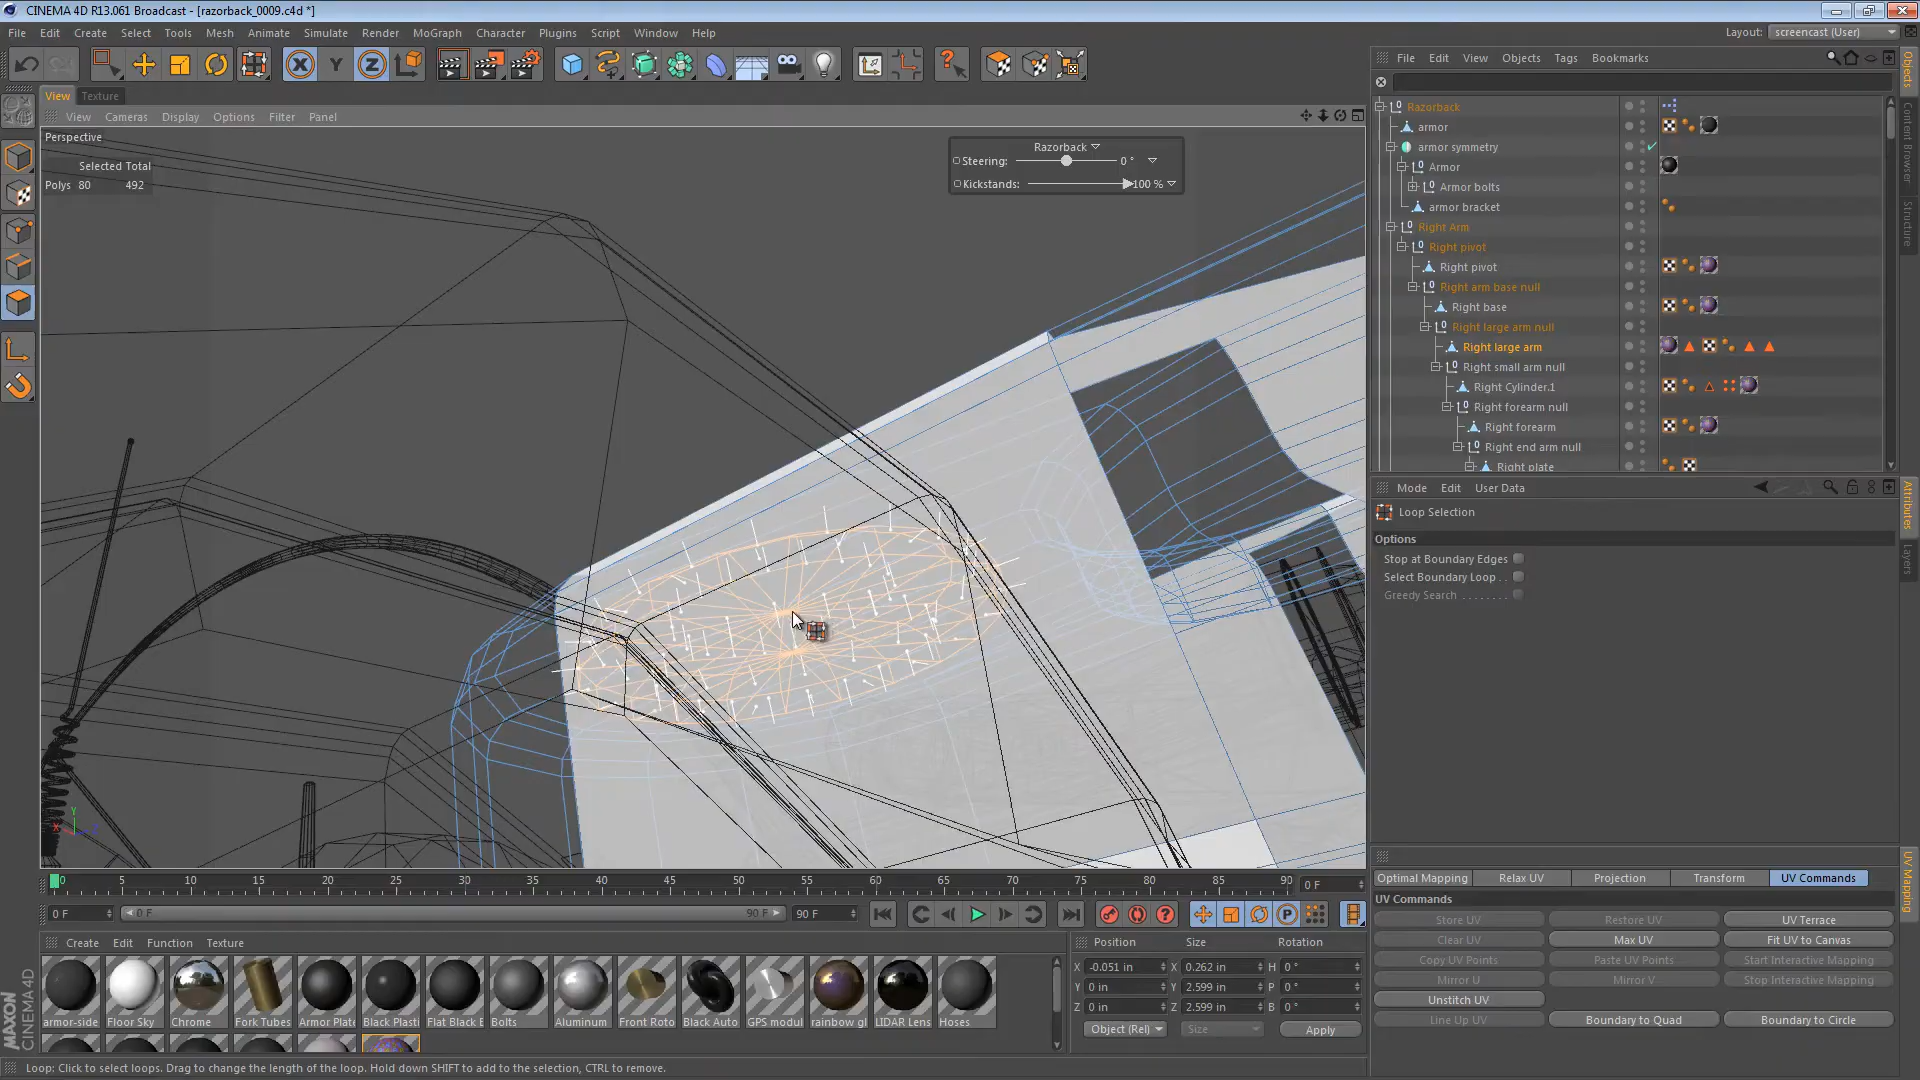 CINEMA 4D R13.061 Broadcast - [razorback_0009.c4d *]
File Edit Create Select Tools Mesh Animate Simulate Render MoGraph Character Plugins Script Window Help
Layout: screencast (User)
View Texture
View Cameras Display Options Filter Panel
Perspective
Selected Total
Polys 80 492
Razorback
Steering: 0 °
Kickstands: 100 %
File Edit View Objects Tags Bookmarks
Razorback
armor
armor symmetry
Armor
Armor bolts
armor bracket
Right Arm
Right pivot
Right pivot
Right arm base null
Right base
Right large arm null
Right large arm
Right small arm null
Right Cylinder.1
Right forearm null
Right forearm
Right end arm null
Right plate
Objects
Content Browser
Structure
Mode Edit User Data
Loop Selection
Options
Stop at Boundary Edges
Select Boundary Loop . .
Greedy Search . . . . . . . .
Attributes
Layers
X
Y
0 5 10 15 20 25 30 35 40 45 50 55 60 65 70 75 80 85 90 0 F
0 F 0 F 90 F 90 F
Create Edit Function Texture
armor-side Floor Sky Chrome Fork Tubes Armor Plate Black Plasti Flat Black E Bolts Aluminum Front Roto Black Auto GPS modul rainbow gl LIDAR Lens Hoses
Position Size Rotation
X -0.051 in X 0.262 in H 0 °
Y 0 in Y 2.599 in P 0 °
Z 0 in Z 2.599 in B 0 °
Object (Rel) Size Apply
Optimal Mapping Relax UV Projection Transform UV Commands
UV Commands
Store UV Restore UV UV Terrace
Clear UV Max UV Fit UV to Canvas
Copy UV Points Paste UV Points Start Interactive Mapping
Mirror U Mirror V Stop Interactive Mapping
Unstitch UV
Line Up UV Boundary to Quad Boundary to Circle
UV Mapping
MAXON
CINEMA 4D
Loop: Click to select loops. Drag to change the length of the loop. Hold down SHIFT to add to the selection, CTRL to remove.